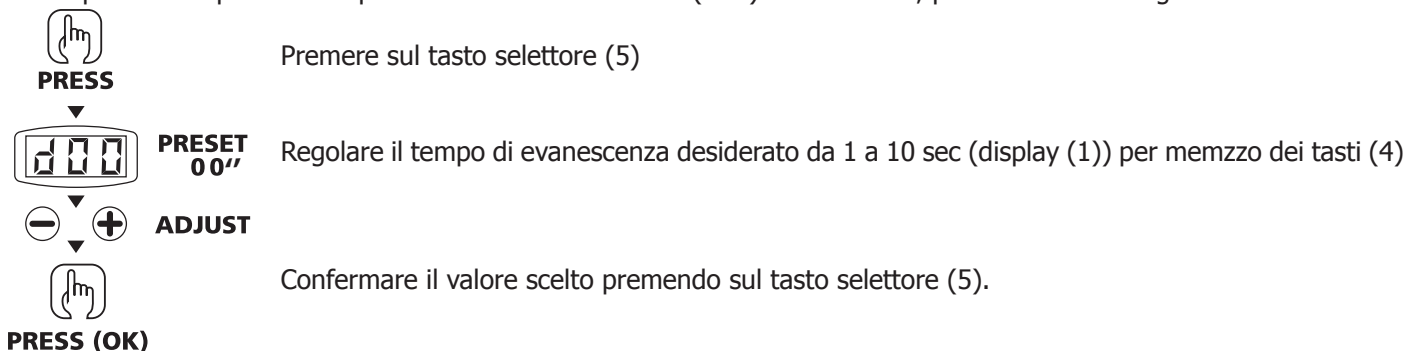 PRESS
Premere sul tasto selettore (5)
d00
PRESET
00"
Regolare il tempo di evanescenza desiderato da 1 a 10 sec (display (1)) per memzzo dei tasti (4)
ADJUST
Confermare il valore scelto premendo sul tasto selettore (5).
PRESS (OK)